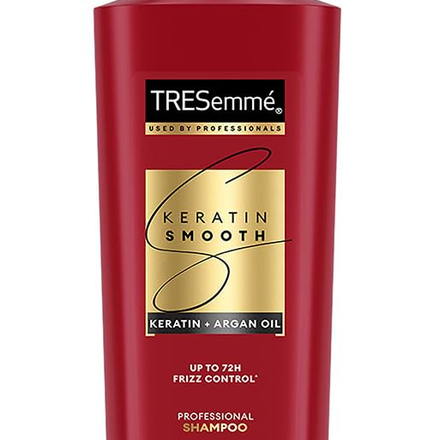 TRESemmé®
USED BY PROFESSIONALS
KERATIN
SMOOTH
KERATIN + ARGAN OIL
UP TO 72H
FRIZZ CONTROL*
PROFESSIONAL
SHAMPOO